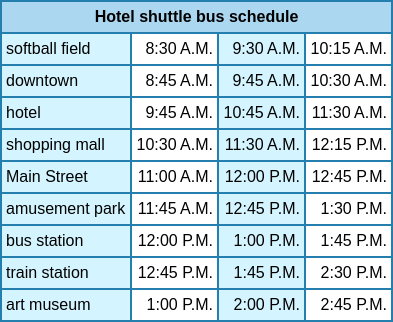 Hotel shuttle bus schedule
softball field 8:30 A.M. 9:30 A.M. 10:15 A.M.
downtown 8:45 A.M. 9:45 A.M. 10:30 A.M.
hotel 9:45 A.M. 10:45 A.M. 11:30 A.M.
shopping mall 10:30 A.M. 11:30 A.M. 12:15 P.M.
Main Street 11:00 A.M. 12:00 P.M. 12:45 P.M.
amusement park 11:45 A.M. 12:45 P.M. 1:30 P.M.
bus station 12:00 P.M. 1:00 P.M. 1:45 P.M.
train station 12:45 P.M. 1:45 P.M. 2:30 P.M.
art museum 1:00 P.M. 2:00 P.M. 2:45 P.M.